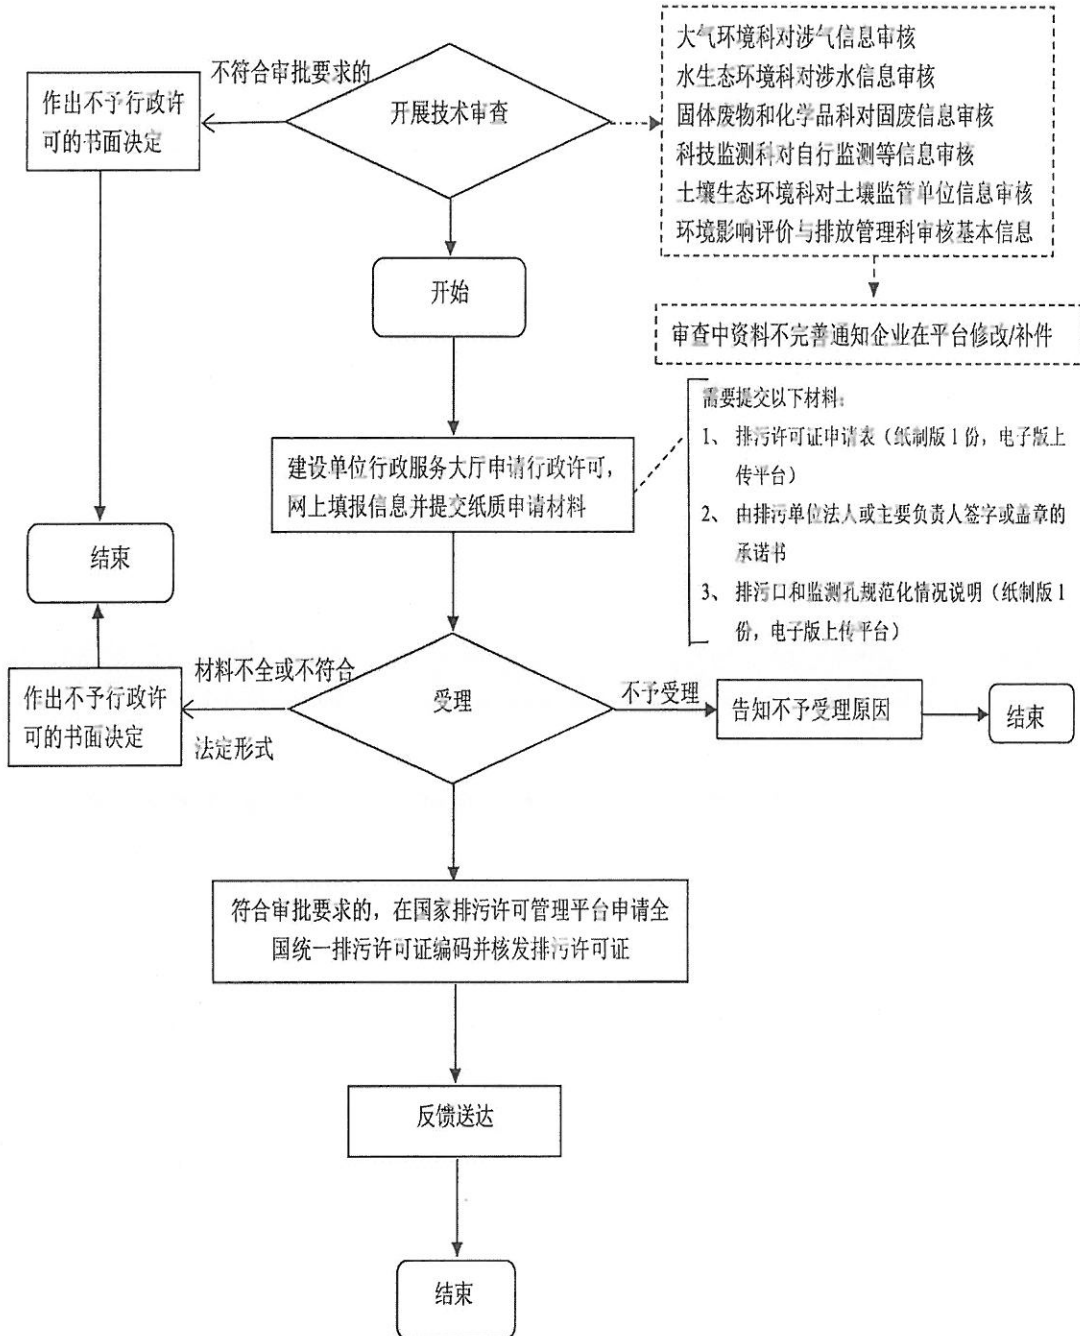 大气环境科对涉气信息审核
水生态环境科对涉水信息审核
固体废物和化学品科对固废信息审核
科技监测科对自行监测等信息审核
土壤生态环境科对土壤监管单位信息审核
环境影响评价与排放管理科审核基本信息
不符合审批要求的
开展技术审查
作出不予行政许
可的书面决定
开始
审查中资料不完善通知企业在平台修改/补件
需要提交以下材料：
1、 排污许可证申请表（纸制版1份，电子版上
传平台）
2、 由排污单位法人或主要负责人签字或盖章的
承诺书
3、 排污口和监测孔规范化情况说明（纸制版1
份，电子版上传平台）
建设单位行政服务大厅申请行政许可，
网上填报信息并提交纸质申请材料
结束
材料不全或不符合
法定形式
作出不予行政许
可的书面决定
受理
不予受理
告知不予受理原因
结束
符合审批要求的，在国家排污许可管理平台申请全
国统一排污许可证编码并核发排污许可证
反馈送达
结束